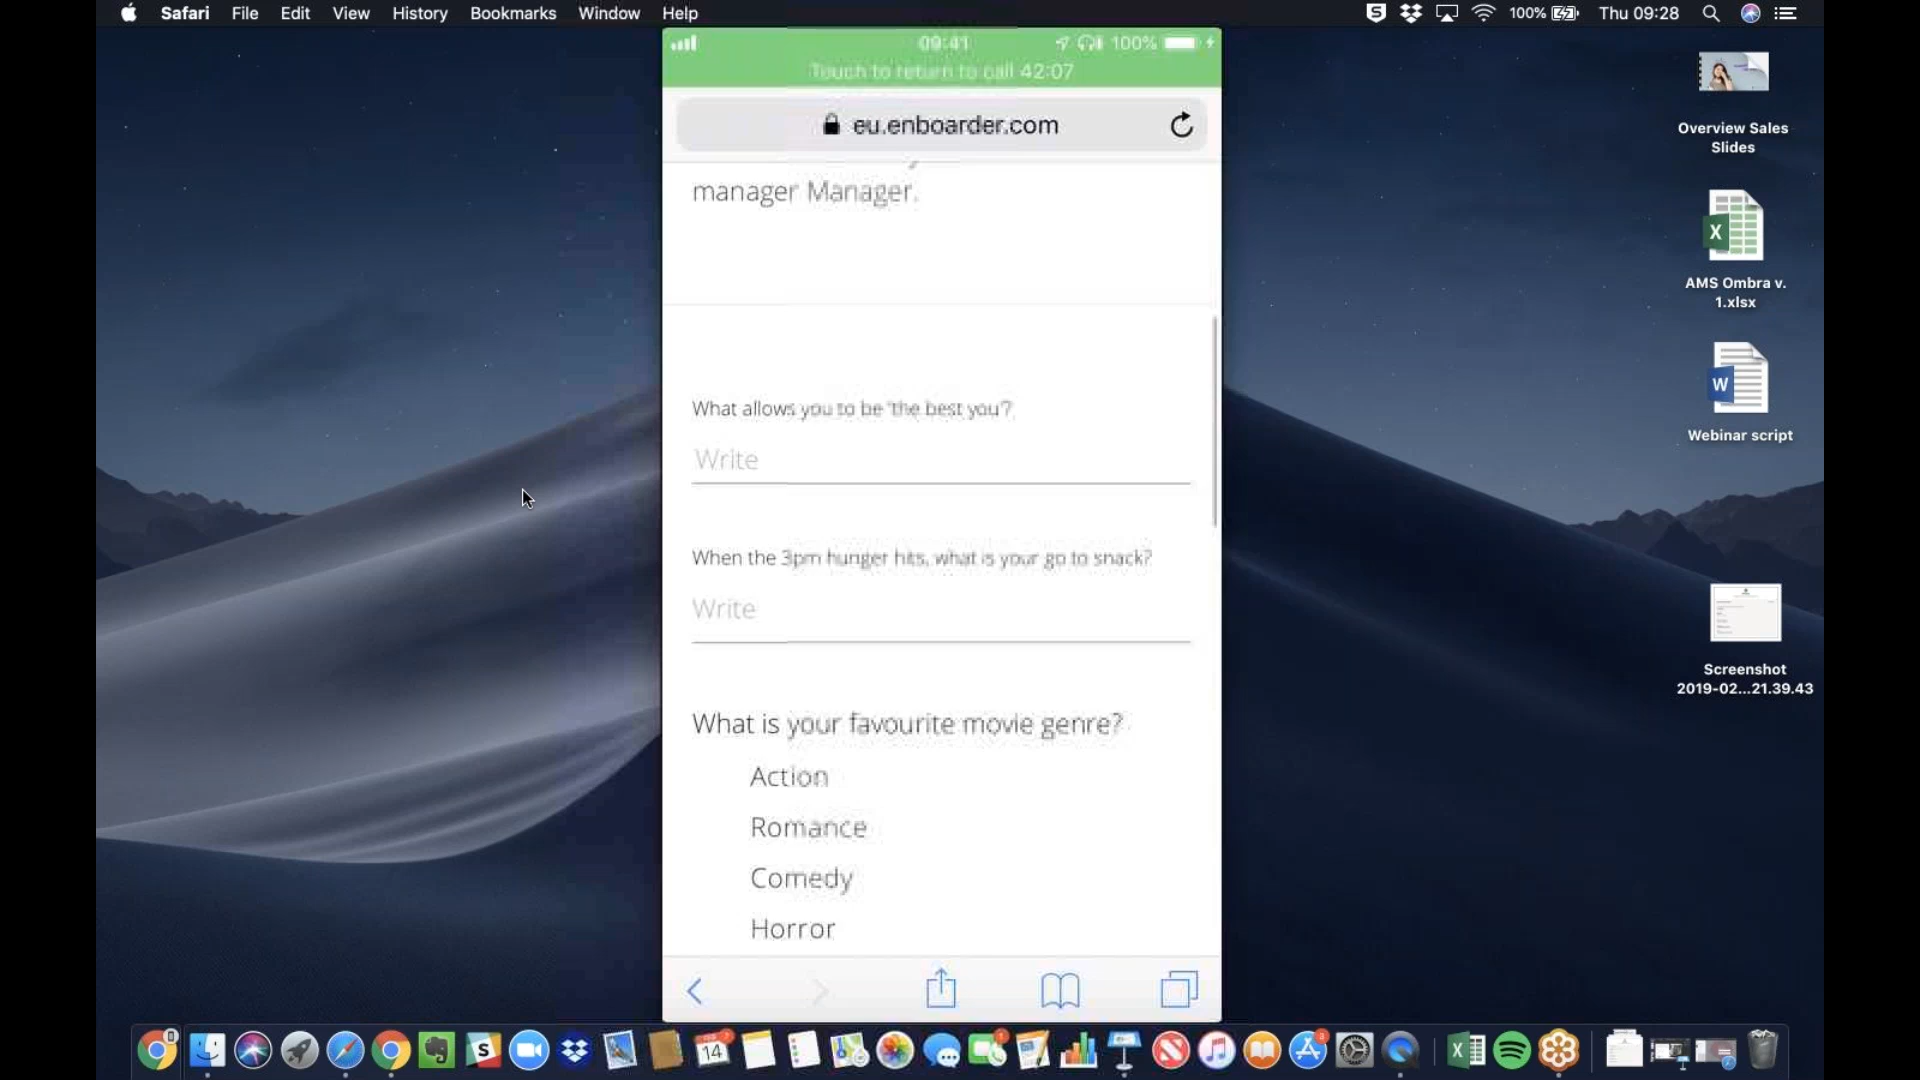 Safari File Edit View History Bookmarks Window Help
100% Thu 09:28
09:41
100%
Touch to return to call 42:07
eu.enboarder.com
manager Manager.
What allows you to be 'the best you'?
Write
When the 3pm hunger hits, what is your go to snack?
Write
What is your favourite movie genre?
Action
Romance
Comedy
Horror
Overview Sales
Slides
AMS Ombra v.
1.xlsx
Webinar script
Screenshot
2019-02...21.39.43
14